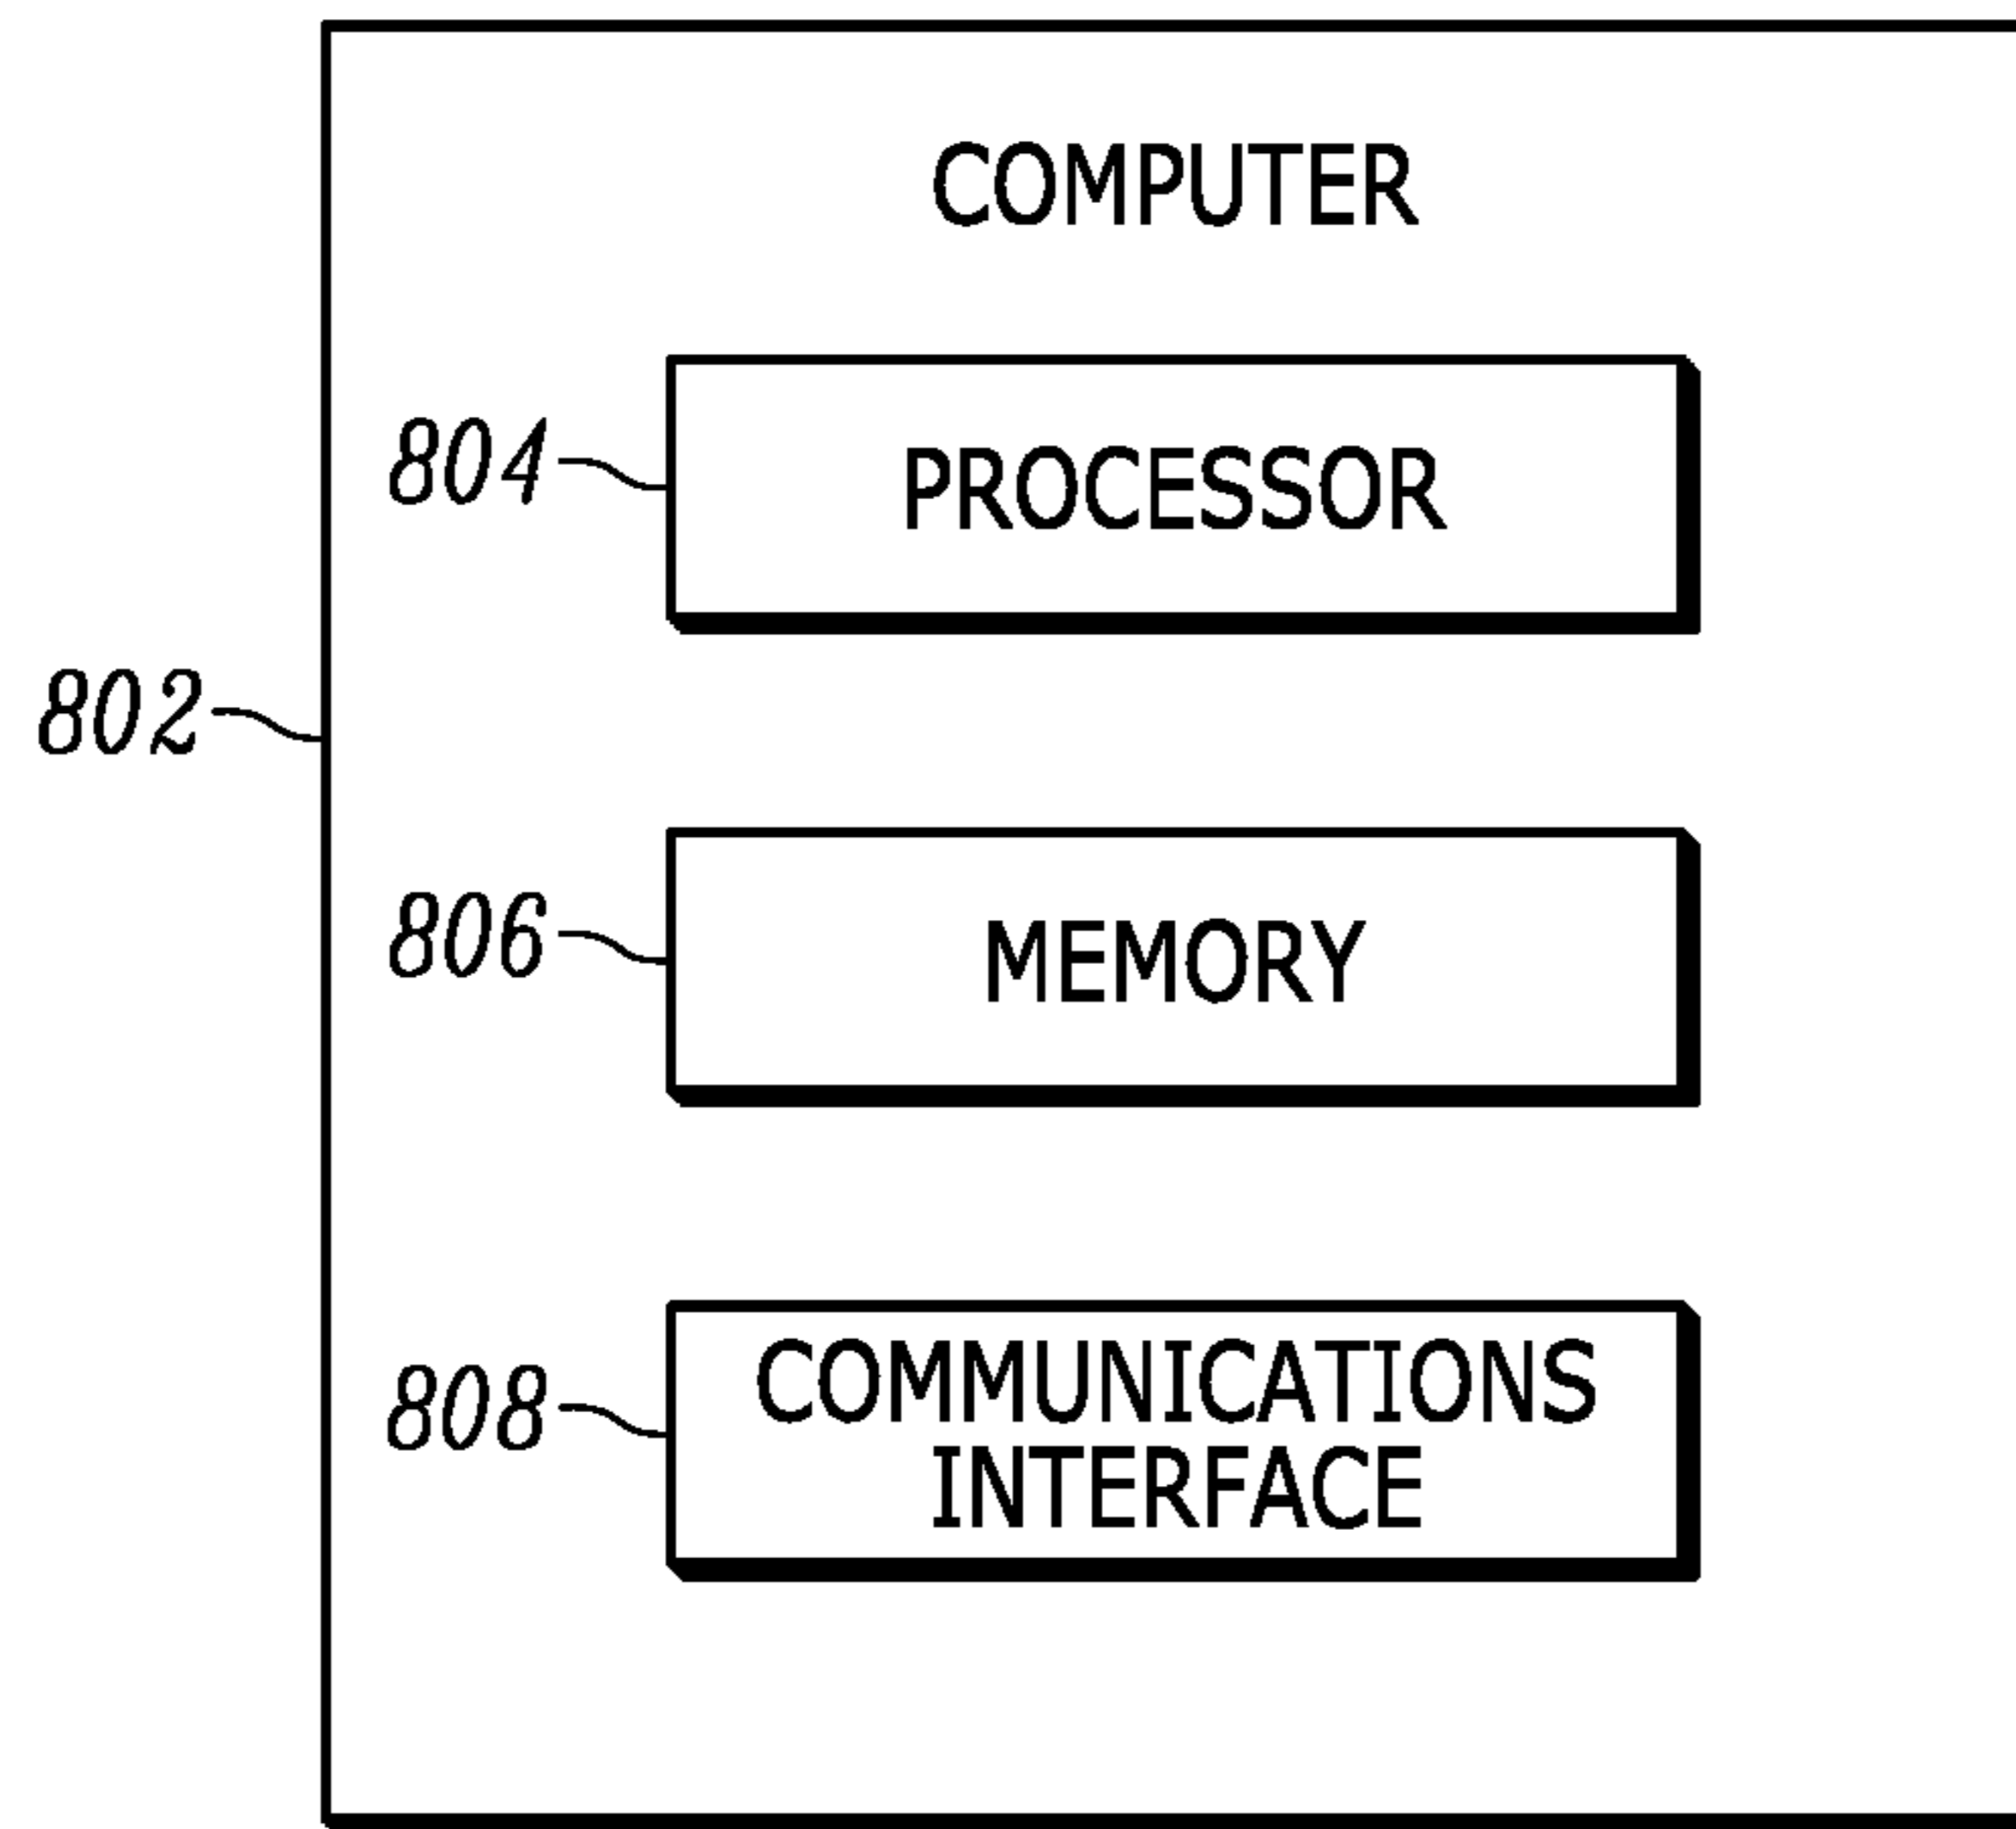 COMPUTER
804
PROCESSOR
802
806
MEMORY
808
COMMUNICATIONS
INTERFACE